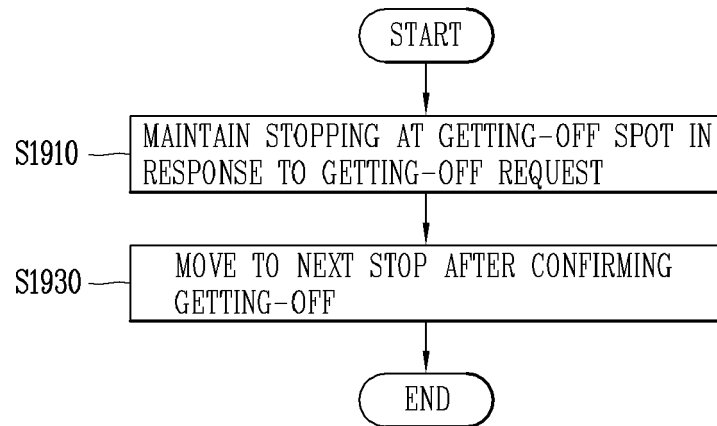 START
S1910
MAINTAIN STOPPING AT GETTING-OFF SPOT IN
RESPONSE TO GETTING-OFF REQUEST
S1930
MOVE TO NEXT STOP AFTER CONFIRMING
GETTING-OFF
END